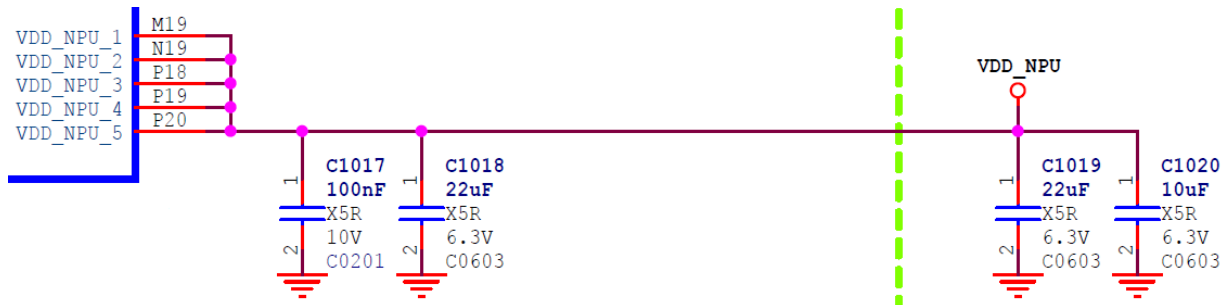 VDD_NPU_1 M19
VDD_NPU_2 N19
VDD_NPU_3 P18
VDD_NPU_4 P19
VDD_NPU_5 P20
VDD_NPU
1
C1017
100nF
X5R
10V
C0201
2
1
C1018
22uF
X5R
6.3V
C0603
2
1
C1019
22uF
X5R
6.3V
C0603
2
1
C1020
10uF
X5R
6.3V
C0603
2